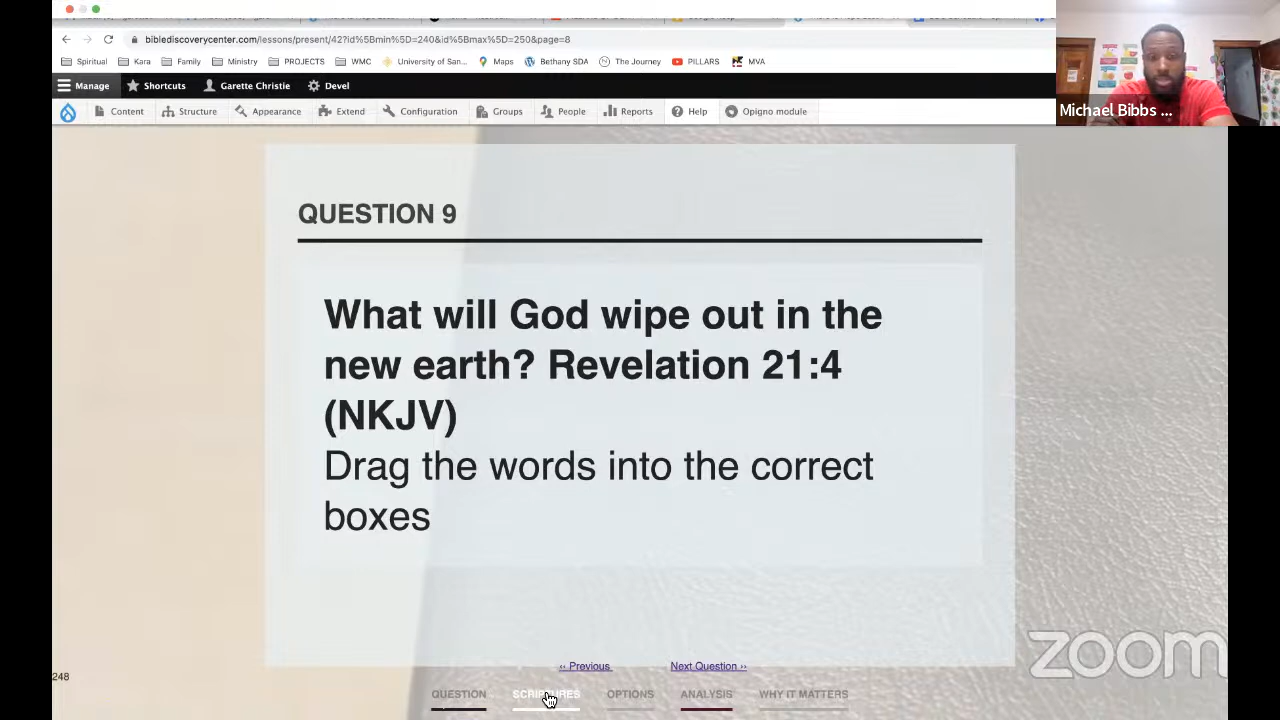 biblediscoverycenter.com/lessons/present/42?id%5Bmin%5D=240&id%5Bmax%5D=250&page=8
Spiritual Kara Family Ministry PROJECTS WMC University of San... Maps Bethany SDA The Journey PILLARS MVA
Manage Shortcuts Garette Christie Devel
Content Structure Appearance Extend Configuration Groups People Reports Help Opigno module
Michael Bibbs ...
QUESTION 9
What will God wipe out in the
new earth? Revelation 21:4
(NKJV)
Drag the words into the correct
boxes
‹‹ Previous Next Question ››
248
QUESTION SCRIPTURES OPTIONS ANALYSIS WHY IT MATTERS
zoom